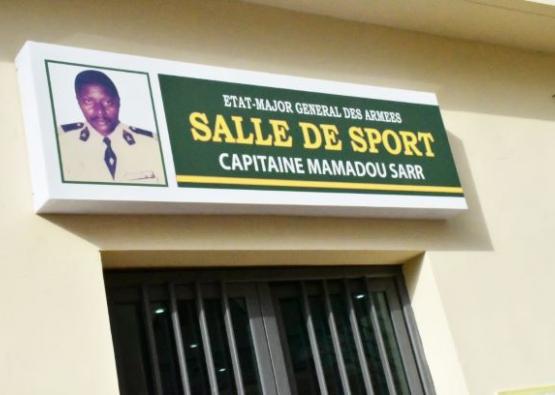 ETAT-MAJOR GENERAL DES ARMEES
SALLE DE SPORT
CAPITAINE MAMADOU SARR